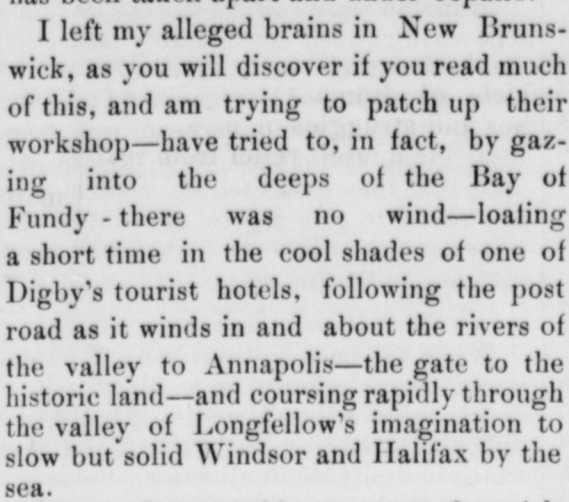 I left my alleged brains in New Bruns-
wick, as you will discover if you read much
of this, and am trying to patch up their
workshop—have tried to, in fact, by gaz-
ing into the deeps of the Bay of
Fundy - there was no wind—loafing
a short time in the cool shades of one of
Digby's tourist hotels, following the post
road as it winds in and about the rivers of
the valley to Annapolis—the gate to the
historic land—and coursing rapidly through
the valley of Longfellow's imagination to
slow but solid Windsor and Halifax by the
sea.